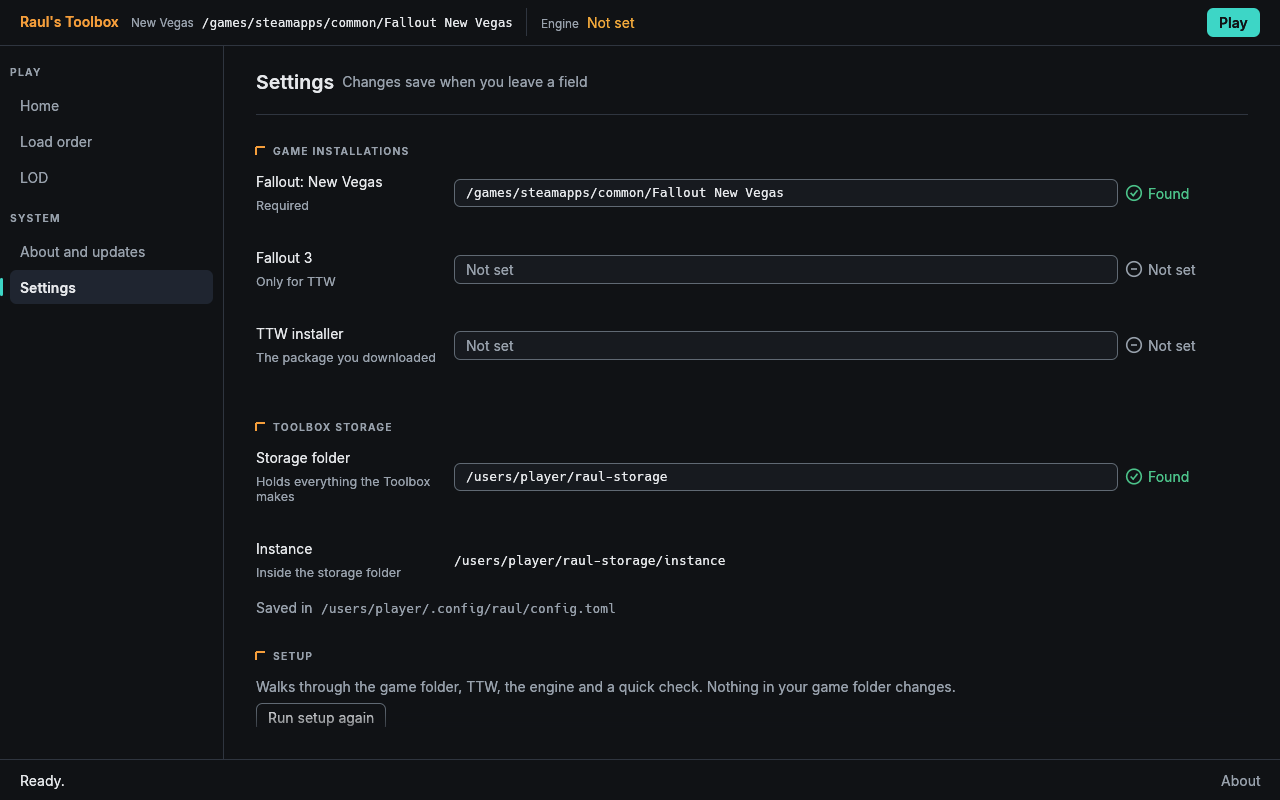 Raul's Toolbox New Vegas /games/steamapps/common/Fallout New Vegas Engine Not set Play
PLAY
Home
Load order
LOD
SYSTEM
About and updates
Settings
Settings Changes save when you leave a field
GAME INSTALLATIONS
Fallout: New Vegas
Required
/games/steamapps/common/Fallout New Vegas Found
Fallout 3
Only for TTW
Not set Not set
TTW installer
The package you downloaded
Not set Not set
TOOLBOX STORAGE
Storage folder
Holds everything the Toolbox
makes
/users/player/raul-storage Found
Instance
Inside the storage folder
/users/player/raul-storage/instance
Saved in /users/player/.config/raul/config.toml
SETUP
Walks through the game folder, TTW, the engine and a quick check. Nothing in your game folder changes.
Run setup again
Ready. About